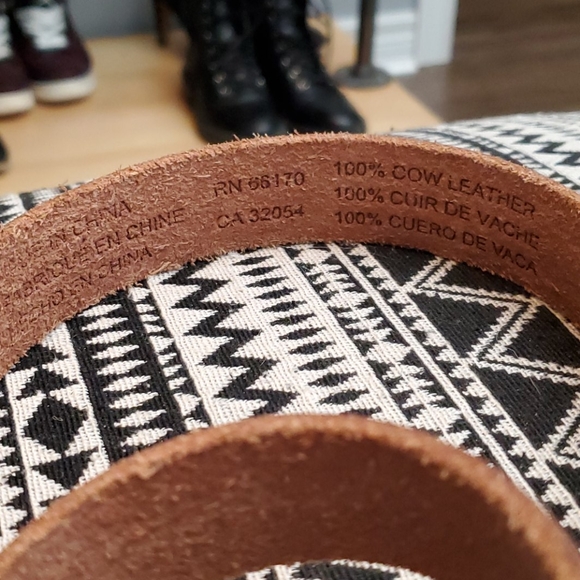 IN CHINA
EN CHINE
EN CHINA
RN 66170
CA 32054
100% COW LEATHER
100% CUIR DE VACHE
100% CUERO DE VACA